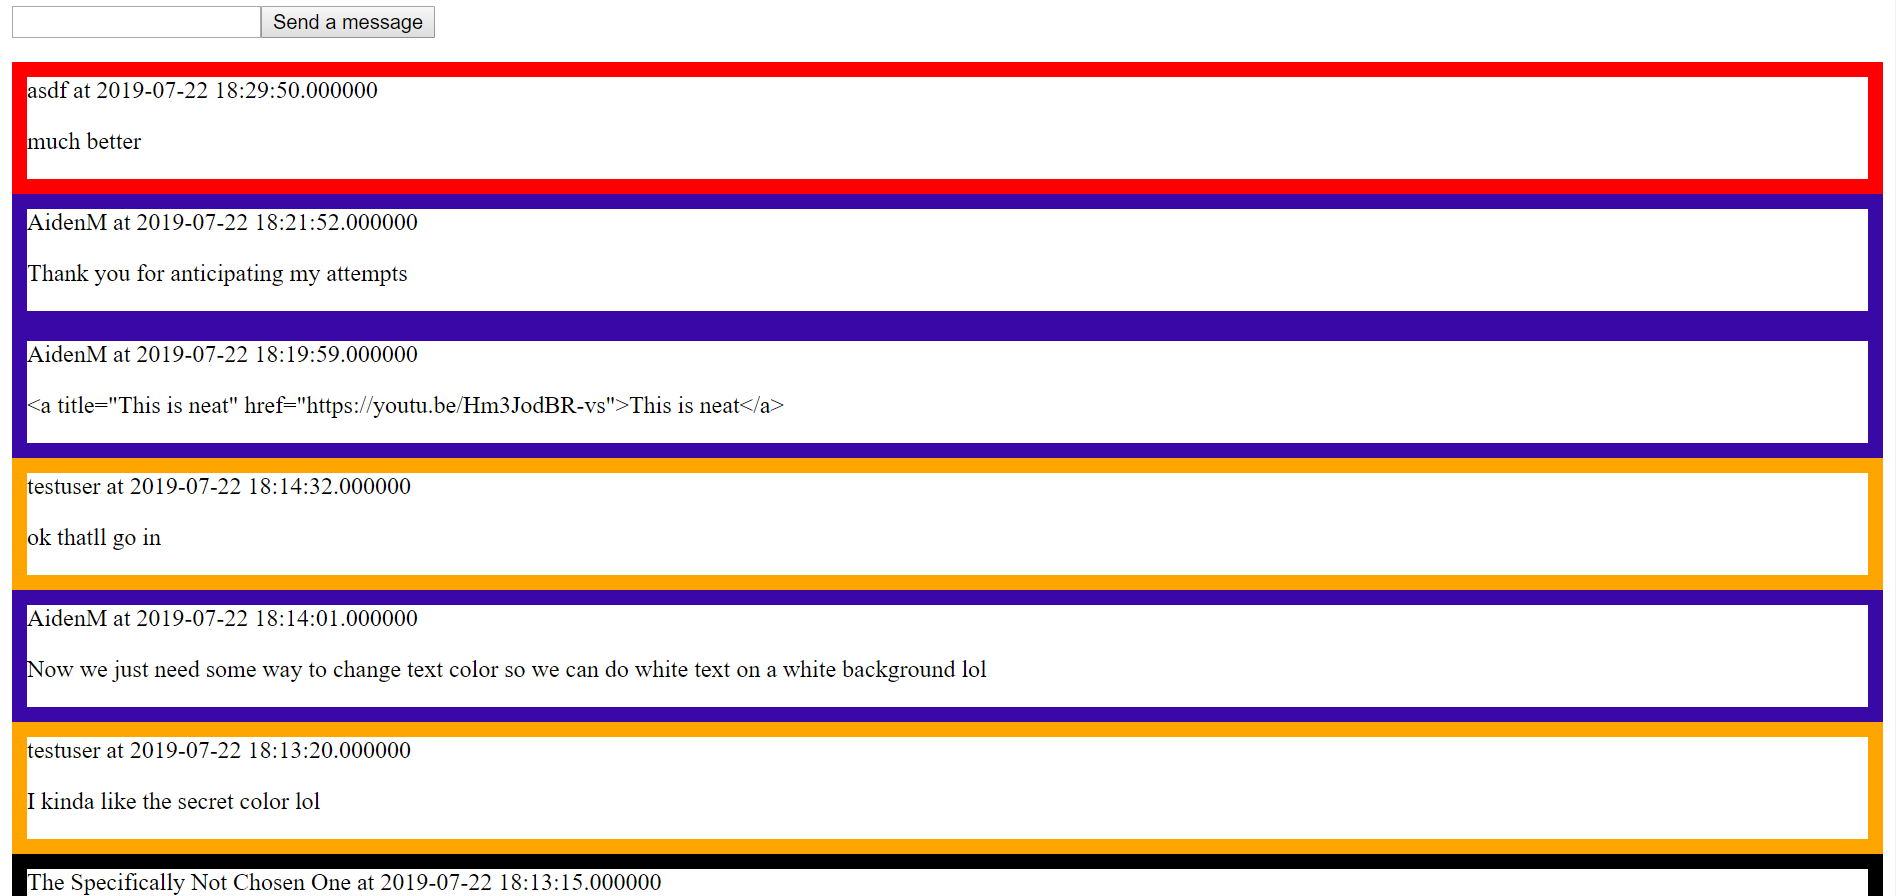 Send a message
asdf at 2019-07-22 18:29:50.000000
much better
AidenM at 2019-07-22 18:21:52.000000
Thank you for anticipating my attempts
AidenM at 2019-07-22 18:19:59.000000
<a title="This is neat" href="https://youtu.be/Hm3JodBR-vs">This is neat</a>
testuser at 2019-07-22 18:14:32.000000
ok thatll go in
AidenM at 2019-07-22 18:14:01.000000
Now we just need some way to change text color so we can do white text on a white background lol
testuser at 2019-07-22 18:13:20.000000
I kinda like the secret color lol
The Specifically Not Chosen One at 2019-07-22 18:13:15.000000